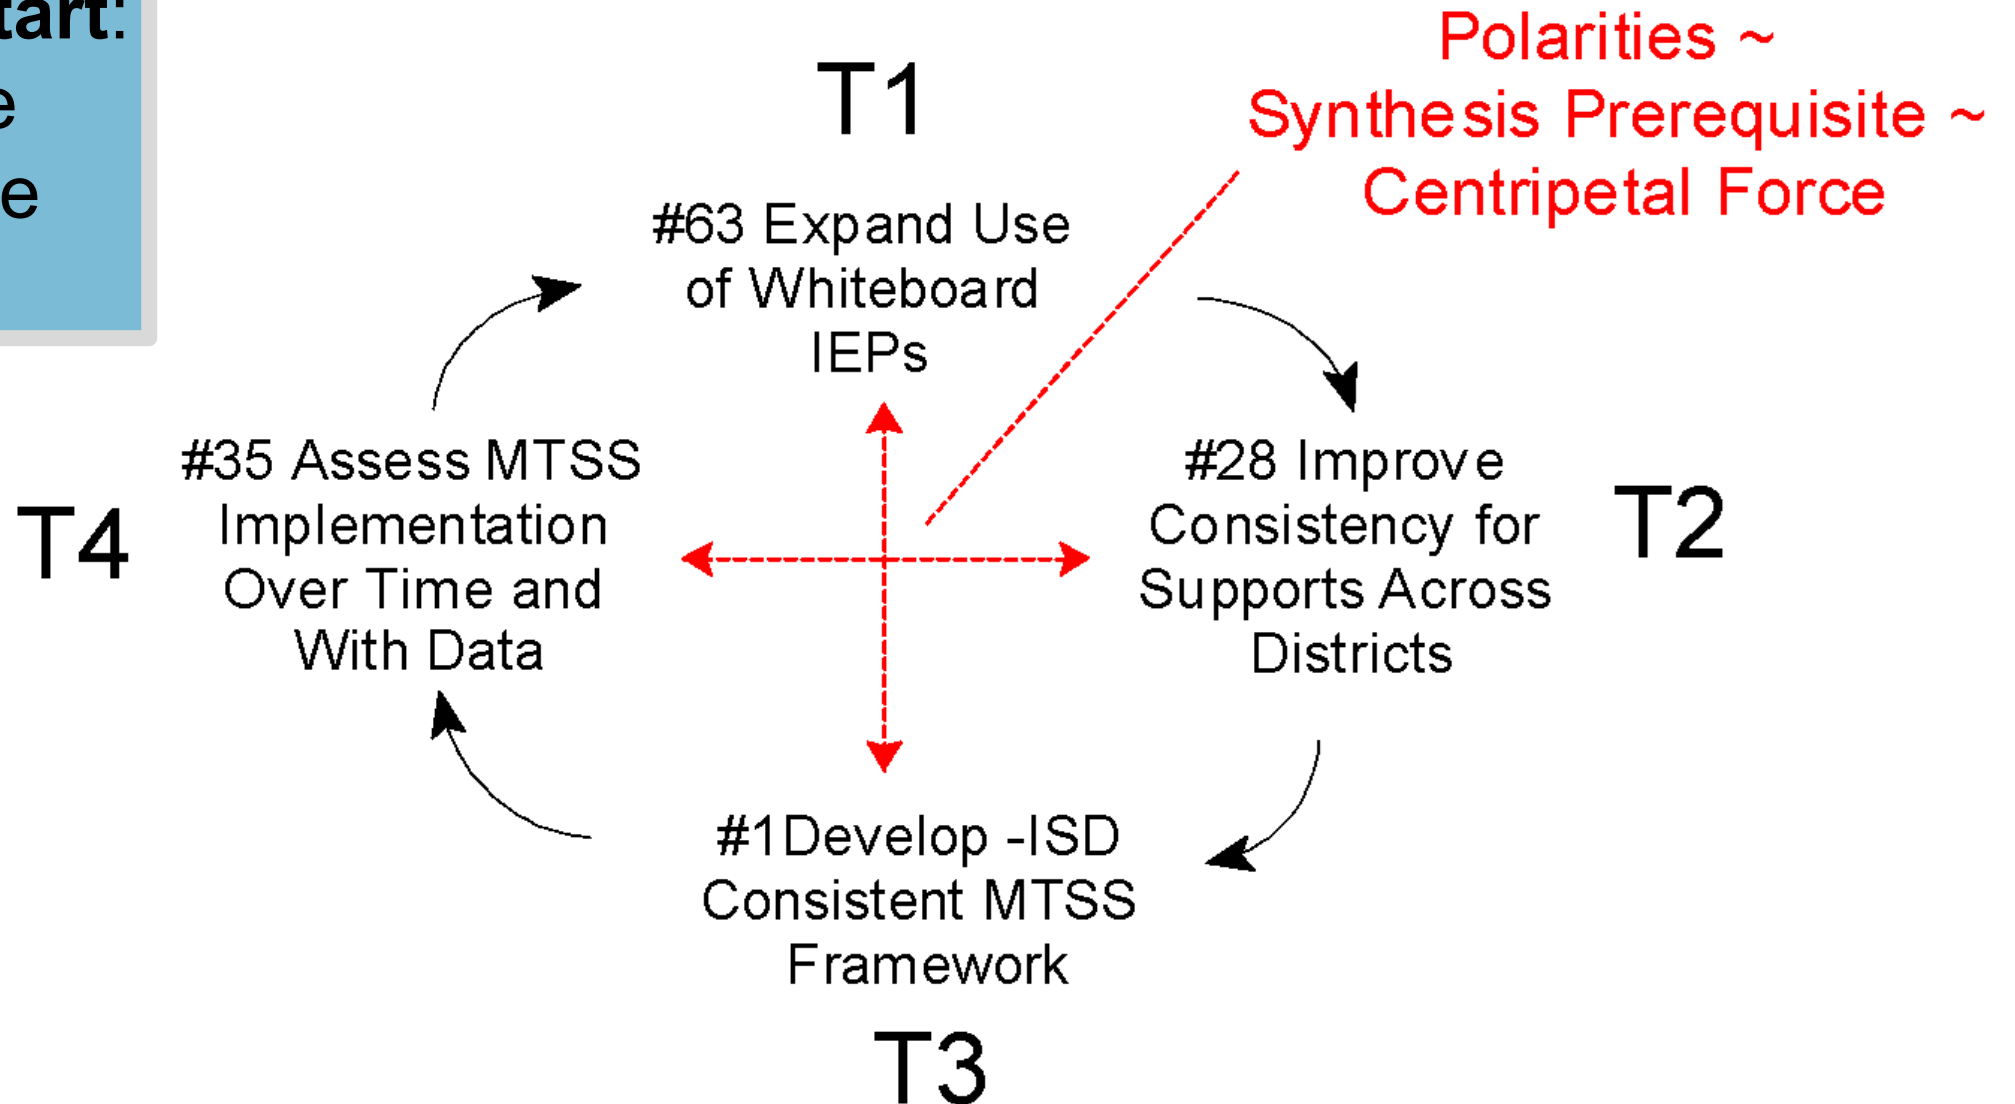 tart:
e
e
Polarities ~
Synthesis Prerequisite ~
Centripetal Force
T1
#63 Expand Use
of Whiteboard
IEPs
#28 Improve
Consistency for
Supports Across
Districts
T2
#1Develop -ISD
Consistent MTSS
Framework
T3
#35 Assess MTSS
Implementation
Over Time and
With Data
T4